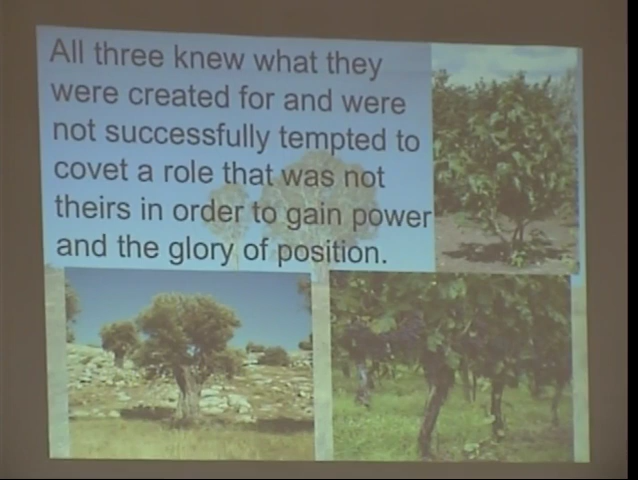 All three knew what they
were created for and were
not successfully tempted to
covet a role that was not
theirs in order to gain power
and the glory of position.